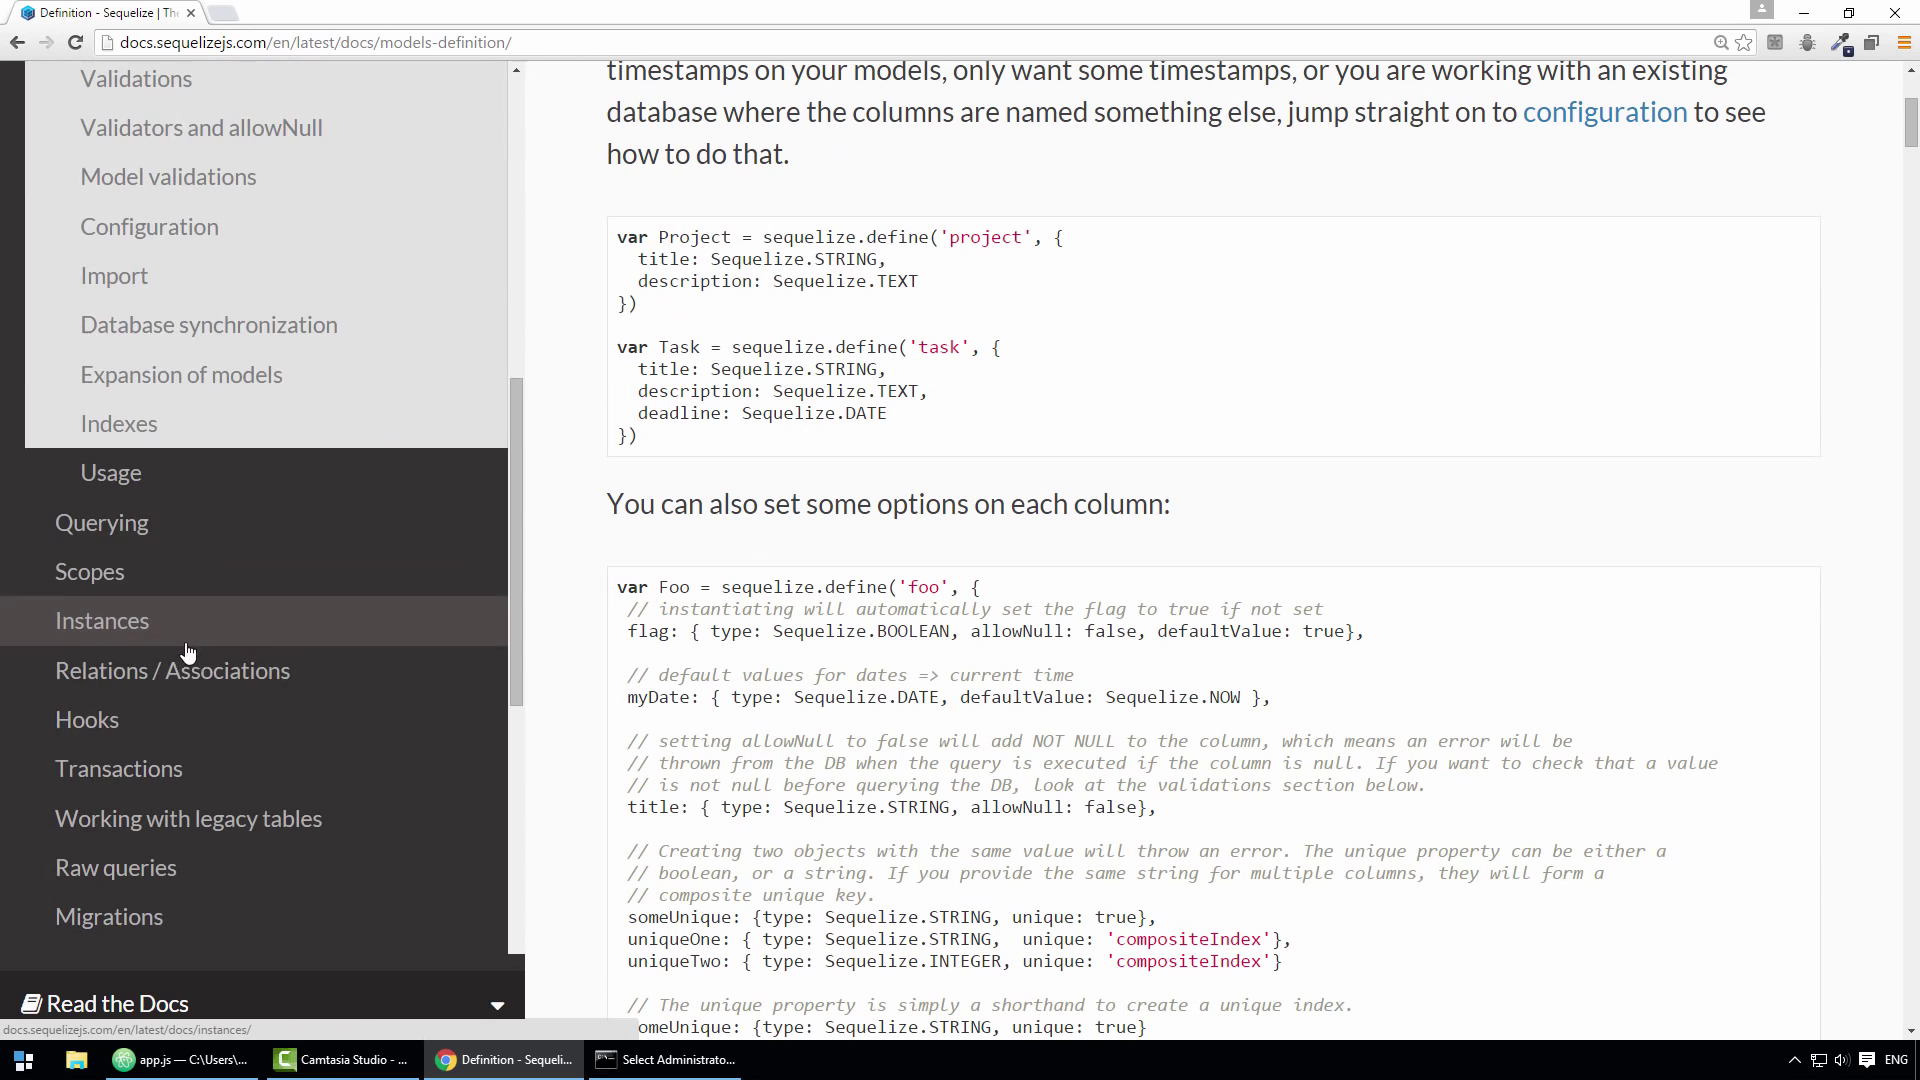 Definition - Sequelize | The
docs.sequelizejs.com/en/latest/docs/models-definition/
Validations
Validators and allowNull
Model validations
Configuration
Import
Database synchronization
Expansion of models
Indexes
Usage
Querying
Scopes
Instances
Relations / Associations
Hooks
Transactions
Working with legacy tables
Raw queries
Migrations
Read the Docs
docs.sequelizejs.com/en/latest/docs/instances/
timestamps on your models, only want some timestamps, or you are working with an existing
database where the columns are named something else, jump straight on to configuration to see
how to do that.
var Project = sequelize.define('project', {
  title: Sequelize.STRING,
  description: Sequelize.TEXT
})
var Task = sequelize.define('task', {
  title: Sequelize.STRING,
  description: Sequelize.TEXT,
  deadline: Sequelize.DATE
})
You can also set some options on each column:
var Foo = sequelize.define('foo', {
 // instantiating will automatically set the flag to true if not set
 flag: { type: Sequelize.BOOLEAN, allowNull: false, defaultValue: true},
 // default values for dates => current time
 myDate: { type: Sequelize.DATE, defaultValue: Sequelize.NOW },
 // setting allowNull to false will add NOT NULL to the column, which means an error will be
 // thrown from the DB when the query is executed if the column is null. If you want to check that a value
 // is not null before querying the DB, look at the validations section below.
 title: { type: Sequelize.STRING, allowNull: false},
 // Creating two objects with the same value will throw an error. The unique property can be either a
 // boolean, or a string. If you provide the same string for multiple columns, they will form a
 // composite unique key.
 someUnique: {type: Sequelize.STRING, unique: true},
 uniqueOne: { type: Sequelize.STRING,  unique: 'compositeIndex'},
 uniqueTwo: { type: Sequelize.INTEGER, unique: 'compositeIndex'}
 // The unique property is simply a shorthand to create a unique index.
 omeUnique: {type: Sequelize.STRING, unique: true}
app.js — C:\Users\...
Camtasia Studio - ...
Definition - Sequeli...
Select Administrato...
ENG